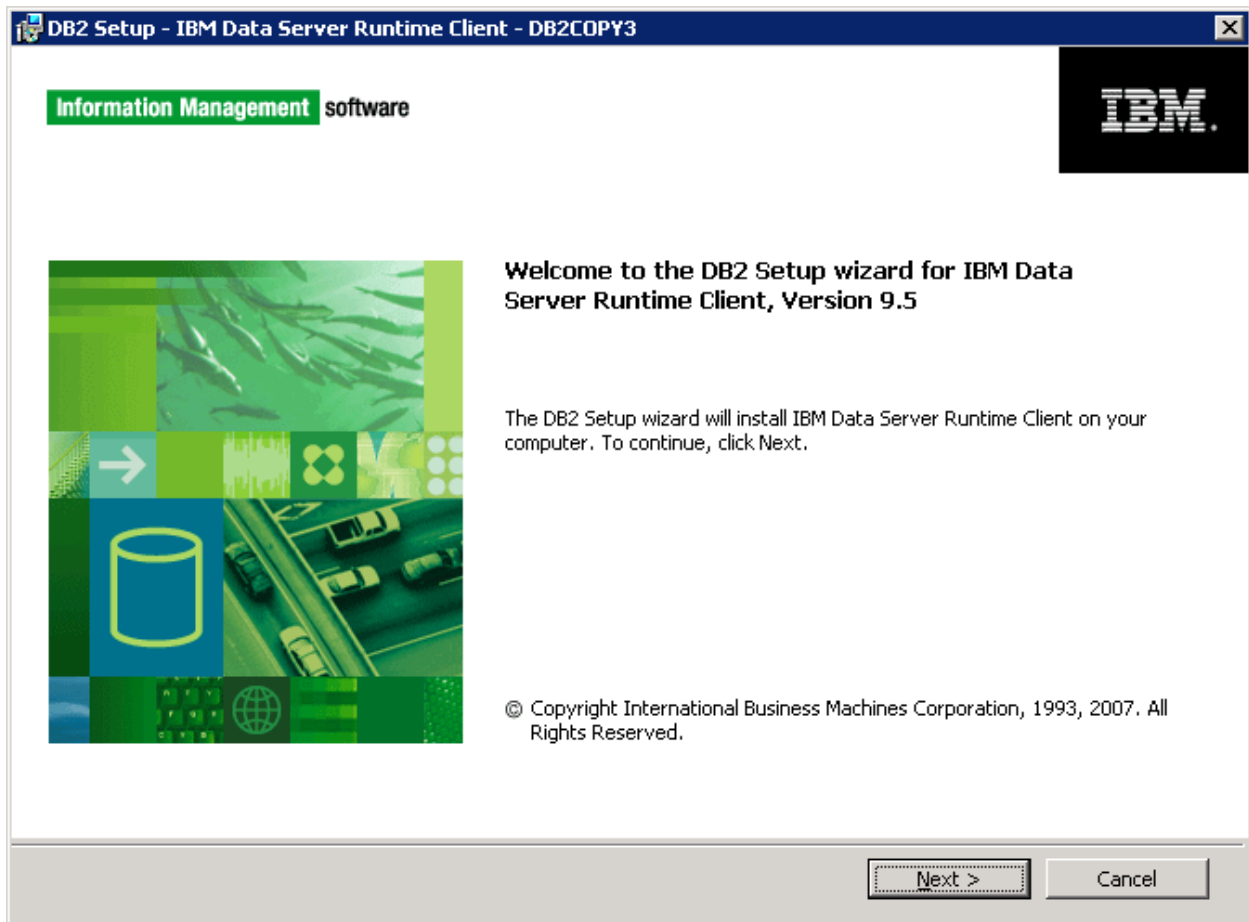 DB2 Setup - IBM Data Server Runtime Client - DB2COPY3
Information Management software
IBM.
Welcome to the DB2 Setup wizard for IBM Data
Server Runtime Client, Version 9.5
The DB2 Setup wizard will install IBM Data Server Runtime Client on your
computer. To continue, click Next.
© Copyright International Business Machines Corporation, 1993, 2007. All
Rights Reserved.
Next >
Cancel